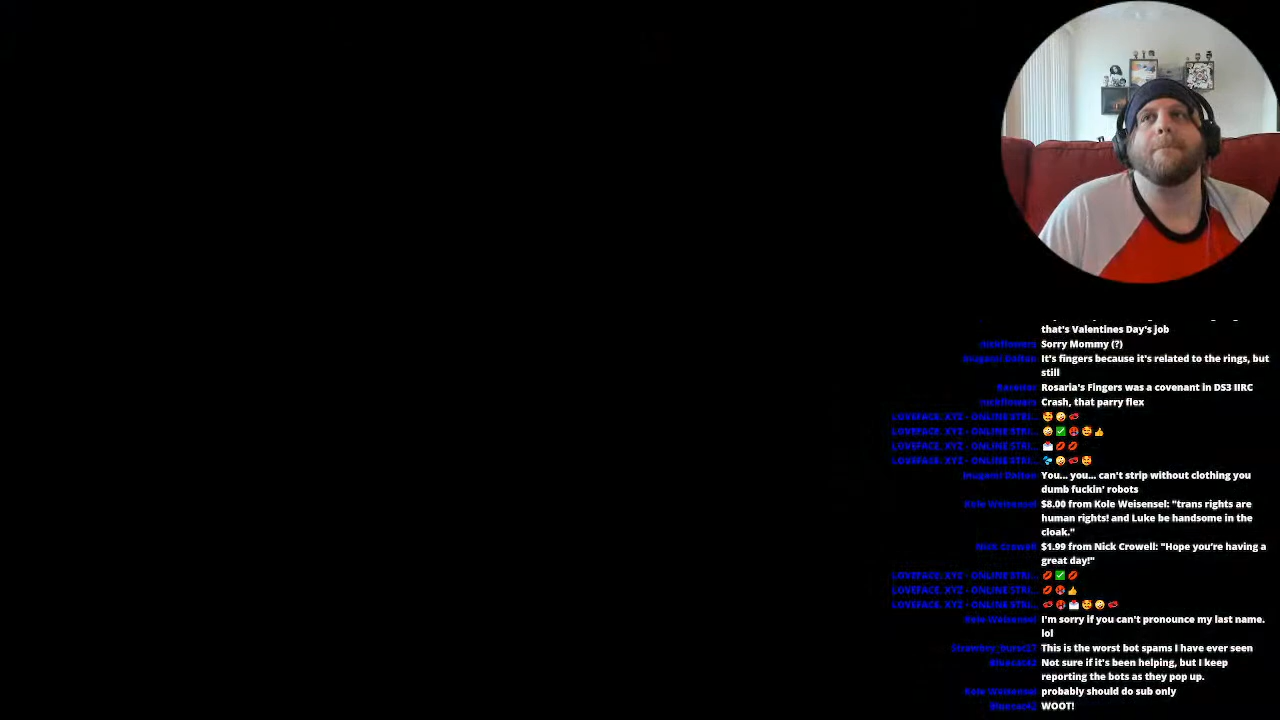 that's Valentines Day's job
nickflowers Sorry Mommy (?)
Inugami Dalton It's fingers because it's related to the rings, but
still
Rosaria's Fingers was a covenant in DS3 IIRC
nickflowers Crash, that parry flex
LOVEFACE. XYZ - ONLINE STRI... 🥰 🤪 💋
LOVEFACE. XYZ - ONLINE STRI... 🤪 ✅ 🥵 🥰 👍
LOVEFACE. XYZ - ONLINE STRI... 💌 💋 💋
LOVEFACE. XYZ - ONLINE STRI... 💦 🤪 💋 🥰
Inugami Dalton You... you... can't strip without clothing you
dumb fuckin' robots
Kole Weisensel $8.00 from Kole Weisensel: "trans rights are
human rights! and Luke be handsome in the
cloak."
Nick Crowell $1.99 from Nick Crowell: "Hope you're having a
great day!"
LOVEFACE. XYZ - ONLINE STRI... 💋 ✅ 💋
LOVEFACE. XYZ - ONLINE STRI... 💋 🥵 👍
LOVEFACE. XYZ - ONLINE STRI... 💋 🥵 💌 🥰 🤪 💋
Kole Weisensel I'm sorry if you can't pronounce my last name.
lol
This is the worst bot spams I have ever seen
Not sure if it's been helping, but I keep
reporting the bots as they pop up.
Kole Weisensel probably should do sub only
WOOT!